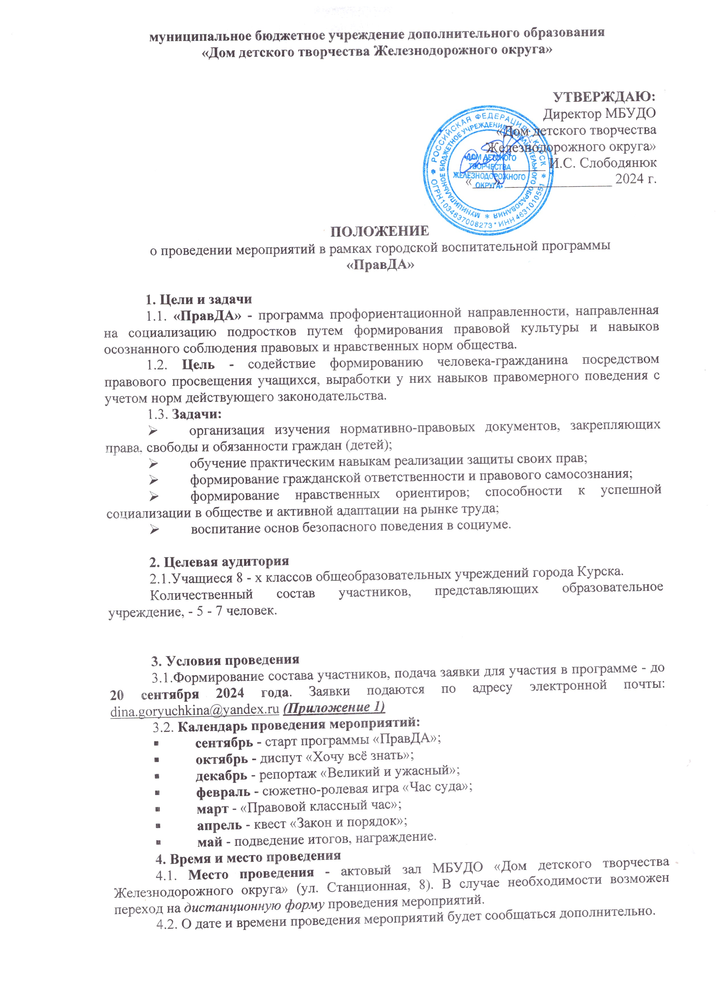 муниципальное бюджетное учреждение дополнительного образования
«Дом детского творчества Железнодорожного округа»
УТВЕРЖДАЮ:
Директор МБУДО
«Дом детского творчества
Железнодорожного округа»
____________ И.С. Слободянюк
«___» ________________ 2024 г.
РОССИЙСКАЯ ФЕДЕРАЦИЯ * Г. КУРСК * ИНН 4631010551 * ОГРН 1034637008273 *
МУНИЦИПАЛЬНОЕ БЮДЖЕТНОЕ УЧРЕЖДЕНИЕ ДОПОЛНИТЕЛЬНОГО ОБРАЗОВАНИЯ *
«ДОМ ДЕТСКОГО
ТВОРЧЕСТВА
ЖЕЛЕЗНОДОРОЖНОГО
ОКРУГА»
ПОЛОЖЕНИЕ
о проведении мероприятий в рамках городской воспитательной программы
«ПравДА»
1. Цели и задачи
1.1. «ПравДА» - программа профориентационной направленности, направленная
на социализацию подростков путем формирования правовой культуры и навыков
осознанного соблюдения правовых и нравственных норм общества.
1.2. Цель - содействие формированию человека-гражданина посредством
правового просвещения учащихся, выработки у них навыков правомерного поведения с
учетом норм действующего законодательства.
1.3. Задачи:
➢ организация изучения нормативно-правовых документов, закрепляющих
права, свободы и обязанности граждан (детей);
➢ обучение практическим навыкам реализации защиты своих прав;
➢ формирование гражданской ответственности и правового самосознания;
➢ формирование нравственных ориентиров; способности к успешной
социализации в обществе и активной адаптации на рынке труда;
➢ воспитание основ безопасного поведения в социуме.
2. Целевая аудитория
2.1.Учащиеся 8 - х классов общеобразовательных учреждений города Курска.
Количественный состав участников, представляющих образовательное
учреждение, - 5 - 7 человек.
3. Условия проведения
3.1.Формирование состава участников, подача заявки для участия в программе - до
20 сентября 2024 года. Заявки подаются по адресу электронной почты:
dina.goryuchkina@yandex.ru (Приложение 1)
3.2. Календарь проведения мероприятий:
▪ сентябрь - старт программы «ПравДА»;
▪ октябрь - диспут «Хочу всё знать»;
▪ декабрь - репортаж «Великий и ужасный»;
▪ февраль - сюжетно-ролевая игра «Час суда»;
▪ март - «Правовой классный час»;
▪ апрель - квест «Закон и порядок»;
▪ май - подведение итогов, награждение.
4. Время и место проведения
4.1. Место проведения - актовый зал МБУДО «Дом детского творчества
Железнодорожного округа» (ул. Станционная, 8). В случае необходимости возможен
переход на дистанционную форму проведения мероприятий.
4.2. О дате и времени проведения мероприятий будет сообщаться дополнительно.